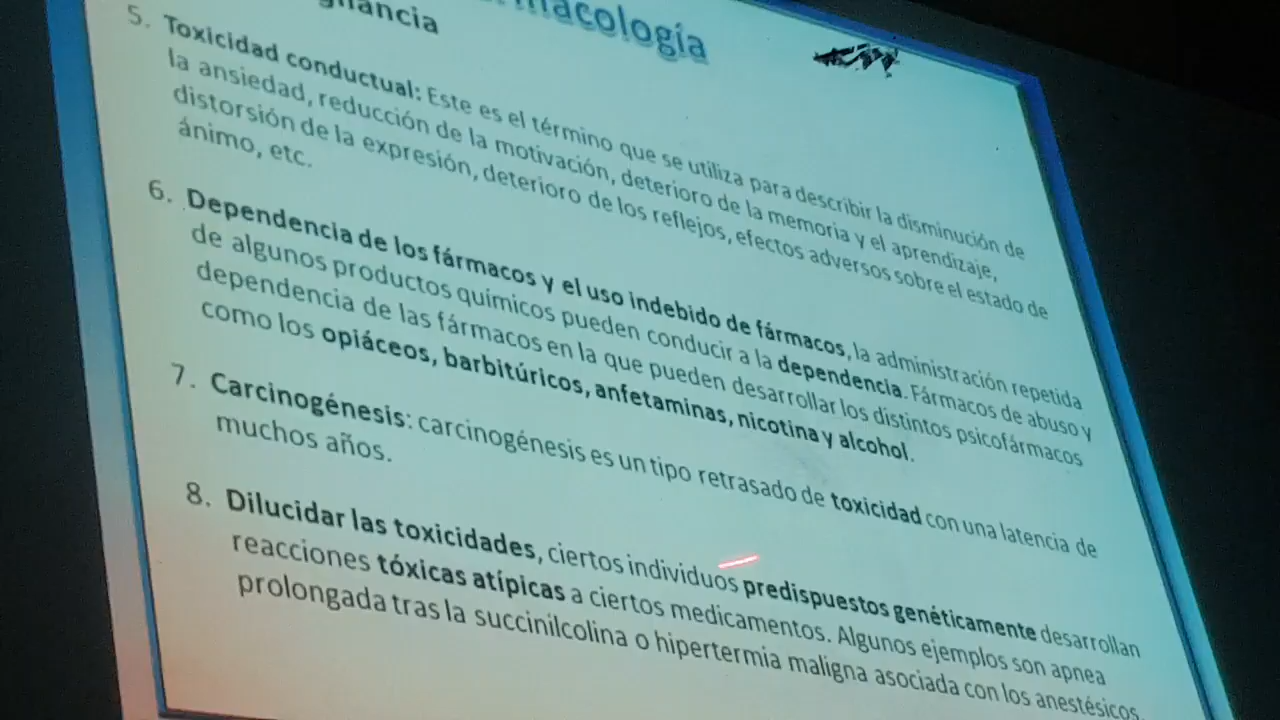 5. Toxicidad conductual: Este es el término que se utiliza para describir la disminución de
la ansiedad, reducción de la motivación, deterioro de la memoria y el aprendizaje,
distorsión de la expresión, deterioro de los reflejos, efectos adversos sobre el estado de
ánimo, etc.
6. Dependencia de los fármacos y el uso indebido de fármacos, la administración repetida
de algunos productos químicos pueden conducir a la dependencia. Fármacos de abuso y
dependencia de las fármacos en la que pueden desarrollar los distintos psicofármacos
como los opiáceos, barbitúricos, anfetaminas, nicotina y alcohol.
7. Carcinogénesis: carcinogénesis es un tipo retrasado de toxicidad con una latencia de
muchos años.
8. Dilucidar las toxicidades, ciertos individuos predispuestos genéticamente desarrollan
reacciones tóxicas atípicas a ciertos medicamentos. Algunos ejemplos son apnea
prolongada tras la succinilcolina o hipertermia maligna asociada con los anestésicos